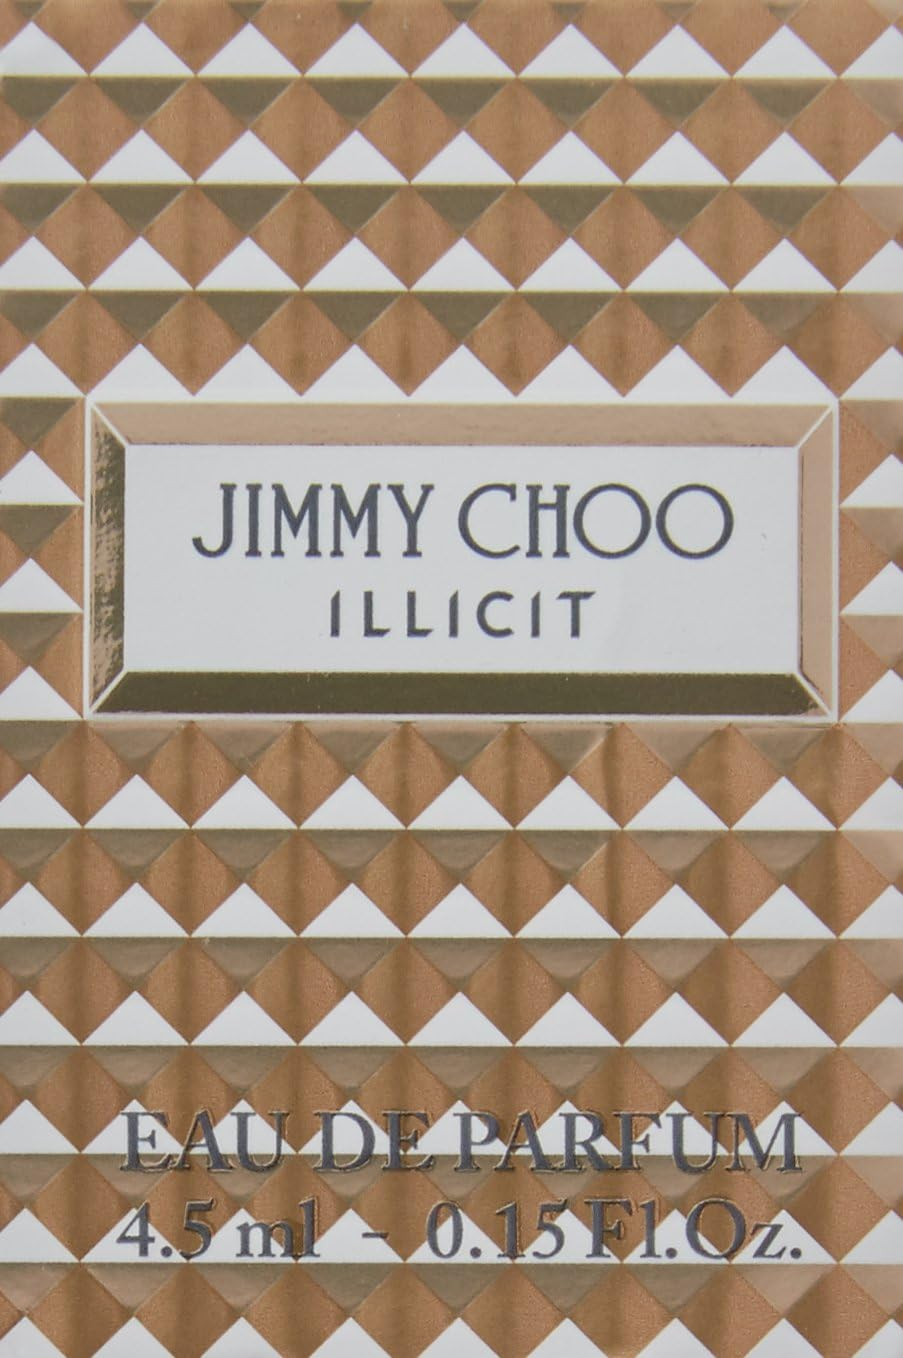 JIMMY CHOO
ILLICIT
EAU DE PARFUM
4.5 ml - 0.15 Fl.Oz.